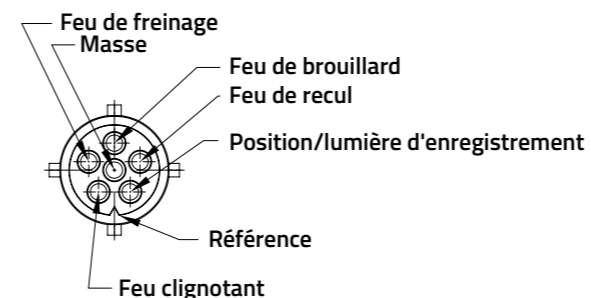 Feu de freinage
Masse
Feu de brouillard
Feu de recul
Position/lumière d'enregistrement
Référence
Feu clignotant